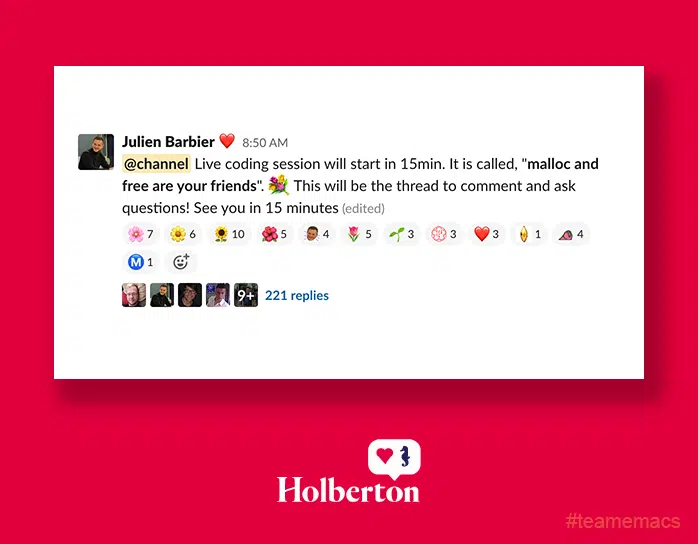 Julien Barbier ❤️ 8:50 AM
@channel Live coding session will start in 15min. It is called, "malloc and
free are your friends". 💐 This will be the thread to comment and ask
questions! See you in 15 minutes (edited)
7 6 10 5 4 5 3 3 3 1 4
M 1
9+ 221 replies
Holberton
#teamemacs